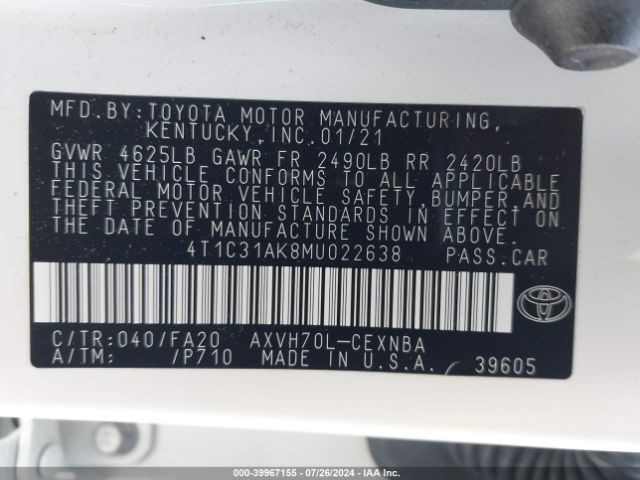 MFD.BY:TOYOTA MOTOR MANUFACTURING,
KENTUCKY,INC.01/21
GVWR 4625LB GAWR FR 2490LB RR 2420LB
THIS VEHICLE CONFORMS TO ALL APPLICABLE
FEDERAL MOTOR VEHICLE SAFETY,BUMPER,AND
THEFT PREVENTION STANDARDS IN EFFECT ON
THE DATE OF MANUFACTURE SHOWN ABOVE.
4T1C31AK8MU022638 PASS.CAR
C/TR:040/FA20 AXVH70L-CEXNBA
A/TM: /P710 MADE IN U.S.A. 39605
000-39967155 | 07/26/2024 | IAA Inc.